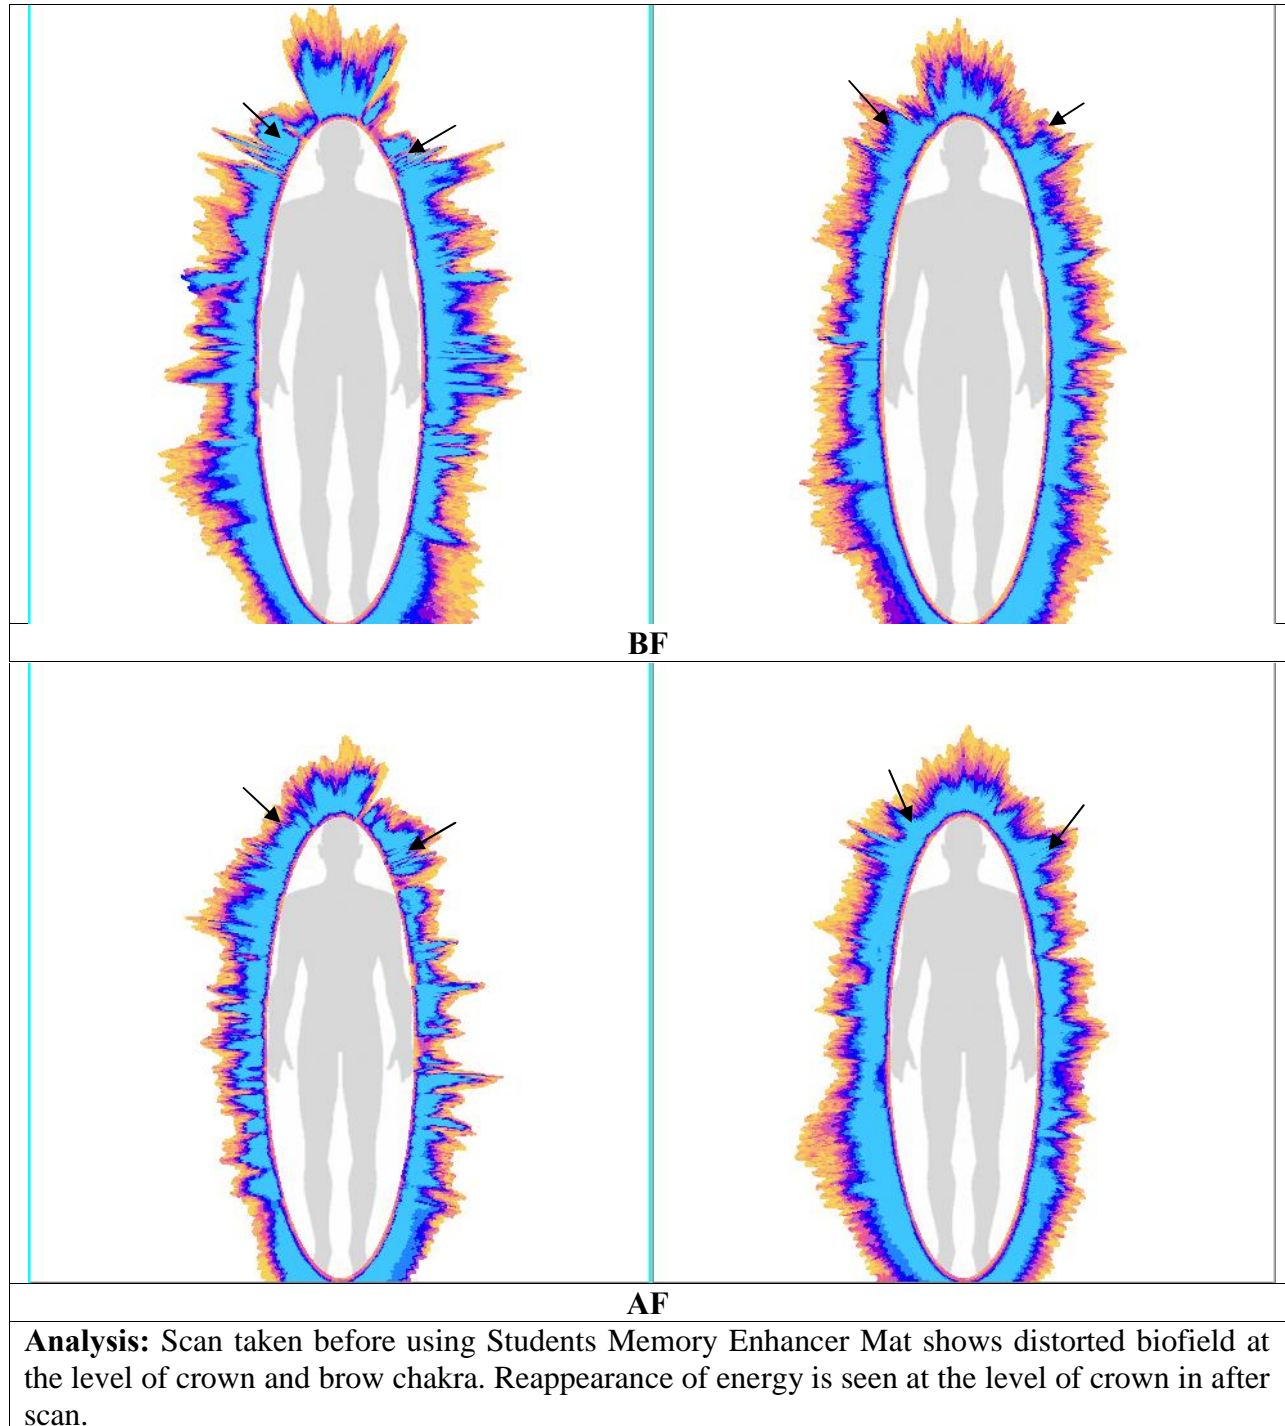 BF
AF
Analysis: Scan taken before using Students Memory Enhancer Mat shows distorted biofield at
the level of crown and brow chakra. Reappearance of energy is seen at the level of crown in after
scan.